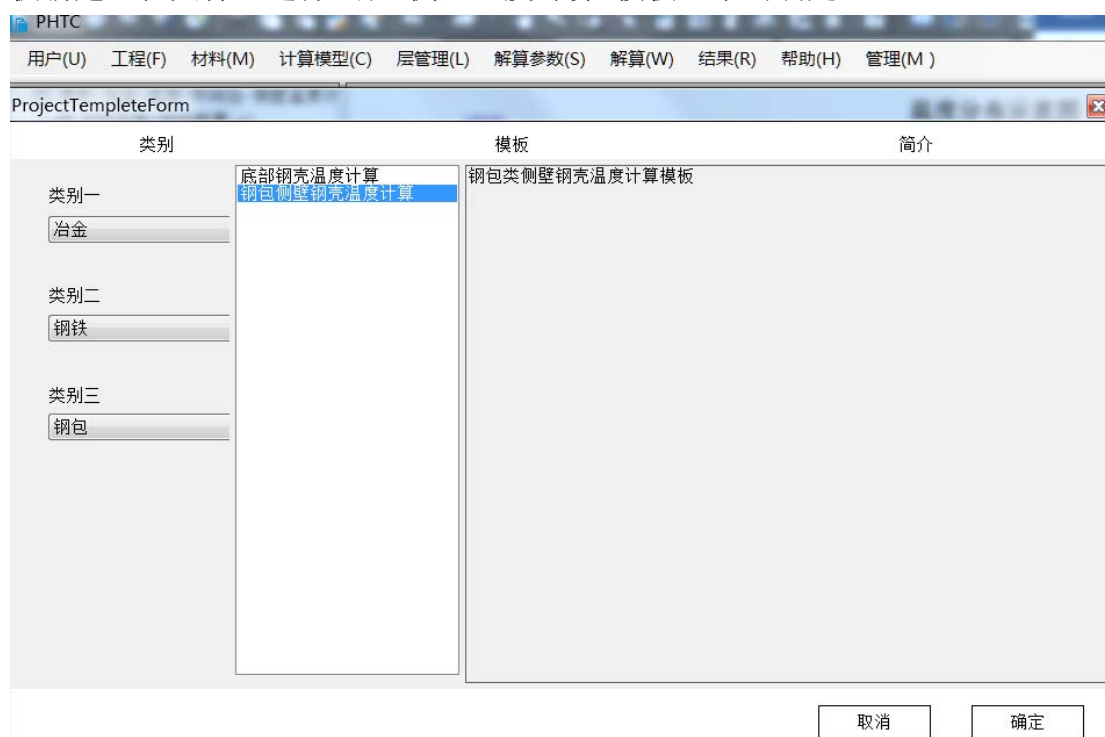 PHTC
用户(U) 工程(F) 材料(M) 计算模型(C) 层管理(L) 解算参数(S) 解算(W) 结果(R) 帮助(H) 管理(M )
ProjectTempleteForm
类别 模板 简介
类别一
冶金
类别二
钢铁
类别三
钢包
底部钢壳温度计算
钢包侧壁钢壳温度计算
钢包类侧壁钢壳温度计算模板
取消 确定